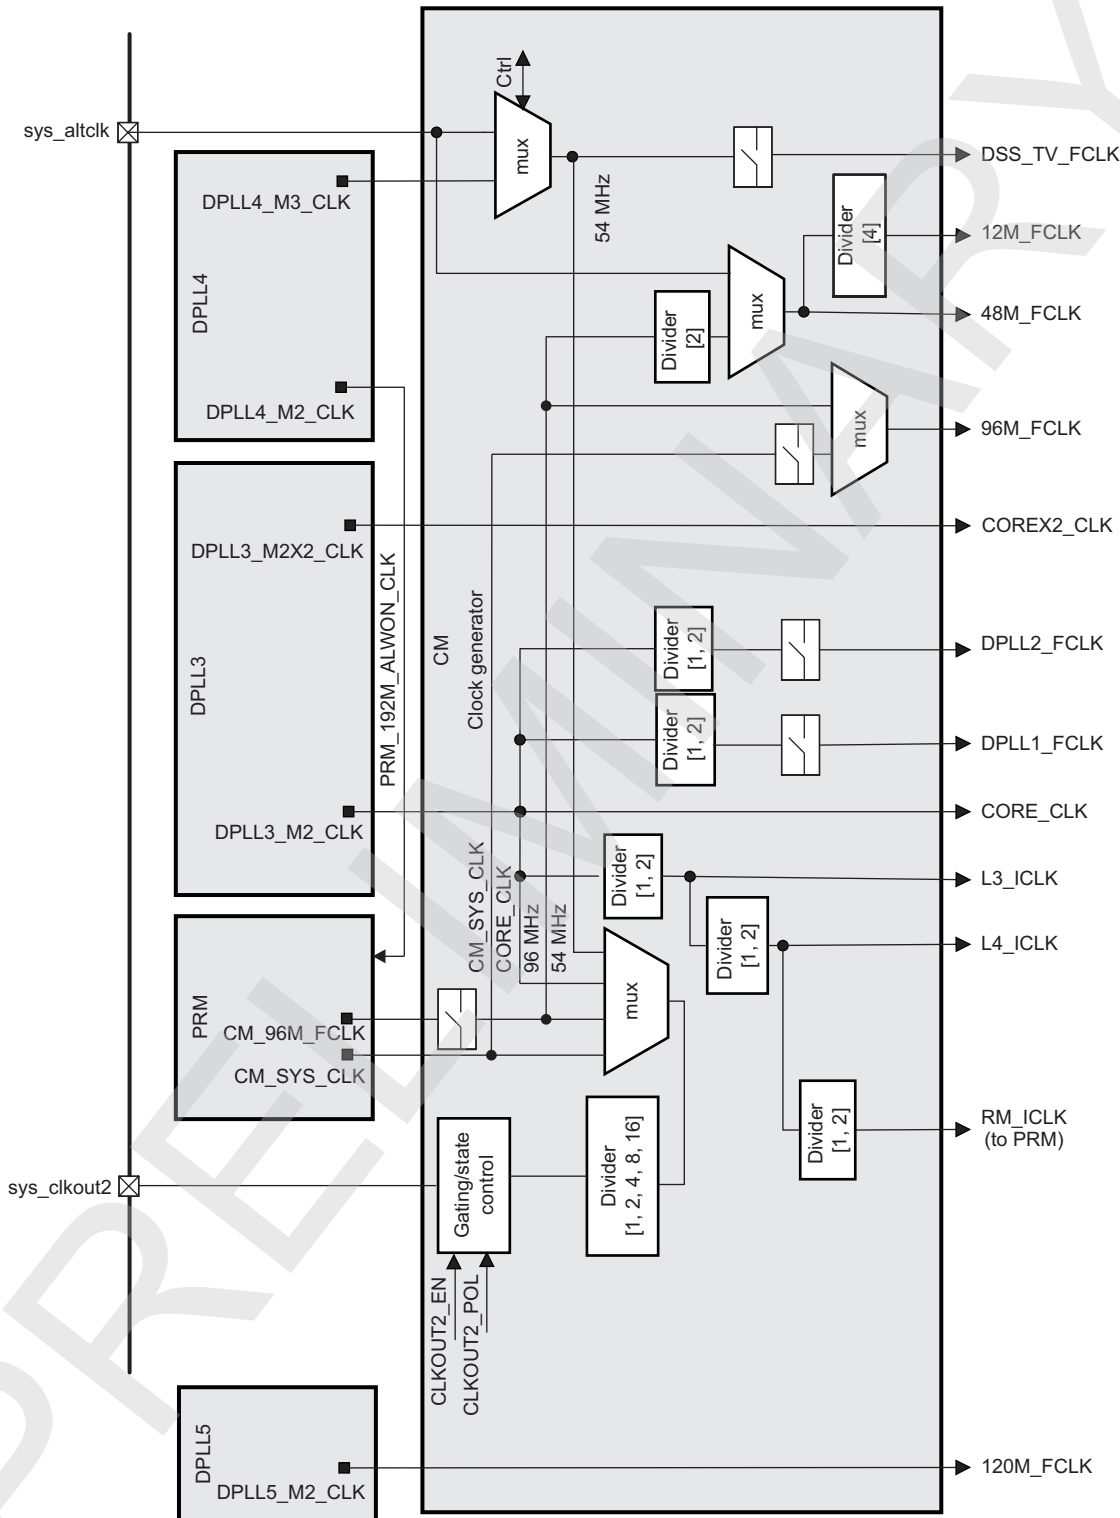 sys_altclk
Ctrl
mux
DSS_TV_FCLK
DPLL4_M3_CLK
54 MHz
Divider
[4]
12M_FCLK
DPLL4
mux
48M_FCLK
Divider
[2]
DPLL4_M2_CLK
mux
96M_FCLK
COREX2_CLK
DPLL3_M2X2_CLK
PRM_192M_ALWON_CLK
CM
Clock generator
Divider
[1, 2]
DPLL2_FCLK
DPLL3
Divider
[1, 2]
DPLL1_FCLK
DPLL3_M2_CLK
CORE_CLK
CM_SYS_CLK
CORE_CLK
96 MHz
54 MHz
Divider
[1, 2]
L3_ICLK
Divider
[1, 2]
L4_ICLK
mux
PRM
CM_96M_FCLK
CM_SYS_CLK
Divider
[1, 2]
RM_ICLK
(to PRM)
sys_clkout2
Gating/state
control
Divider
[1, 2, 4, 8, 16]
CLKOUT2_EN
CLKOUT2_POL
DPLL5
DPLL5_M2_CLK
120M_FCLK
PRELIMINARY